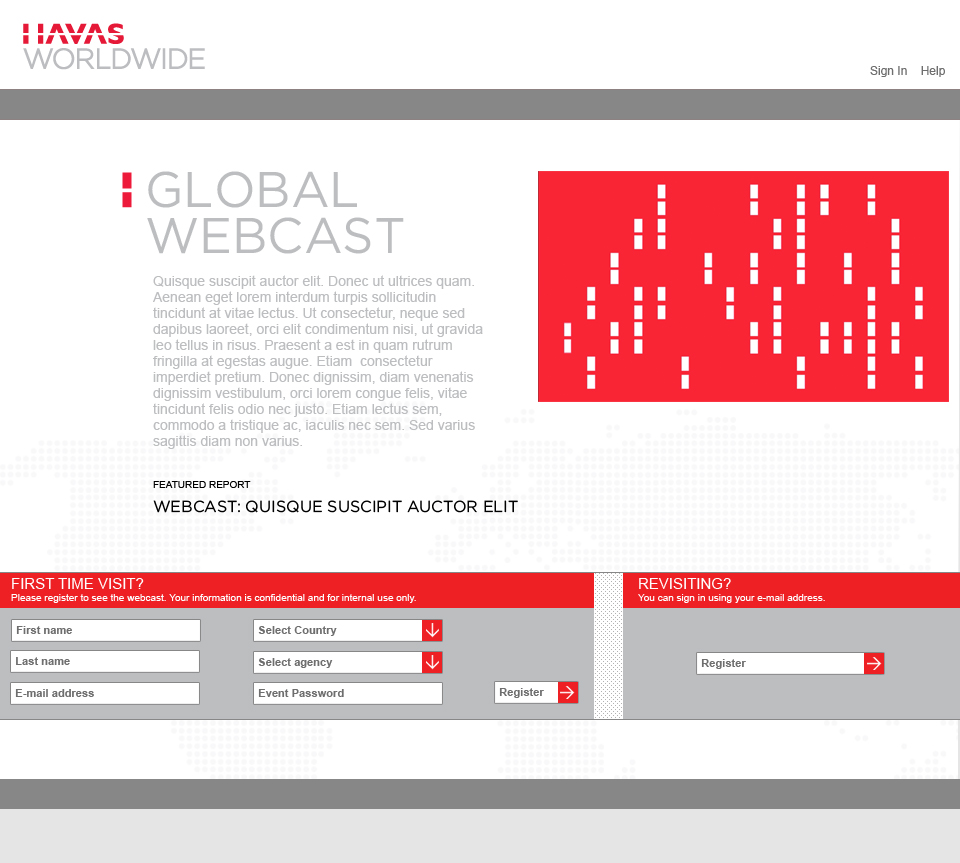 HAVAS
WORLDWIDE
Sign In Help
GLOBAL
WEBCAST
Quisque suscipit auctor elit. Donec ut ultrices quam.
Aenean eget lorem interdum turpis sollicitudin
tincidunt at vitae lectus. Ut consectetur, neque sed
dapibus laoreet, orci elit condimentum nisi, ut gravida
leo tellus in risus. Praesent a est in quam rutrum
fringilla at egestas augue. Etiam consectetur
imperdiet pretium. Donec dignissim, diam venenatis
dignissim vestibulum, orci lorem congue felis, vitae
tincidunt felis odio nec justo. Etiam lectus sem,
commodo a tristique ac, iaculis nec sem. Sed varius
sagittis diam non varius.
FEATURED REPORT
WEBCAST: QUISQUE SUSCIPIT AUCTOR ELIT
FIRST TIME VISIT?
Please register to see the webcast. Your information is confidential and for internal use only.
First name
Last name
E-mail address
Select Country
Select agency
Event Password
Register
REVISITING?
You can sign in using your e-mail address.
Register